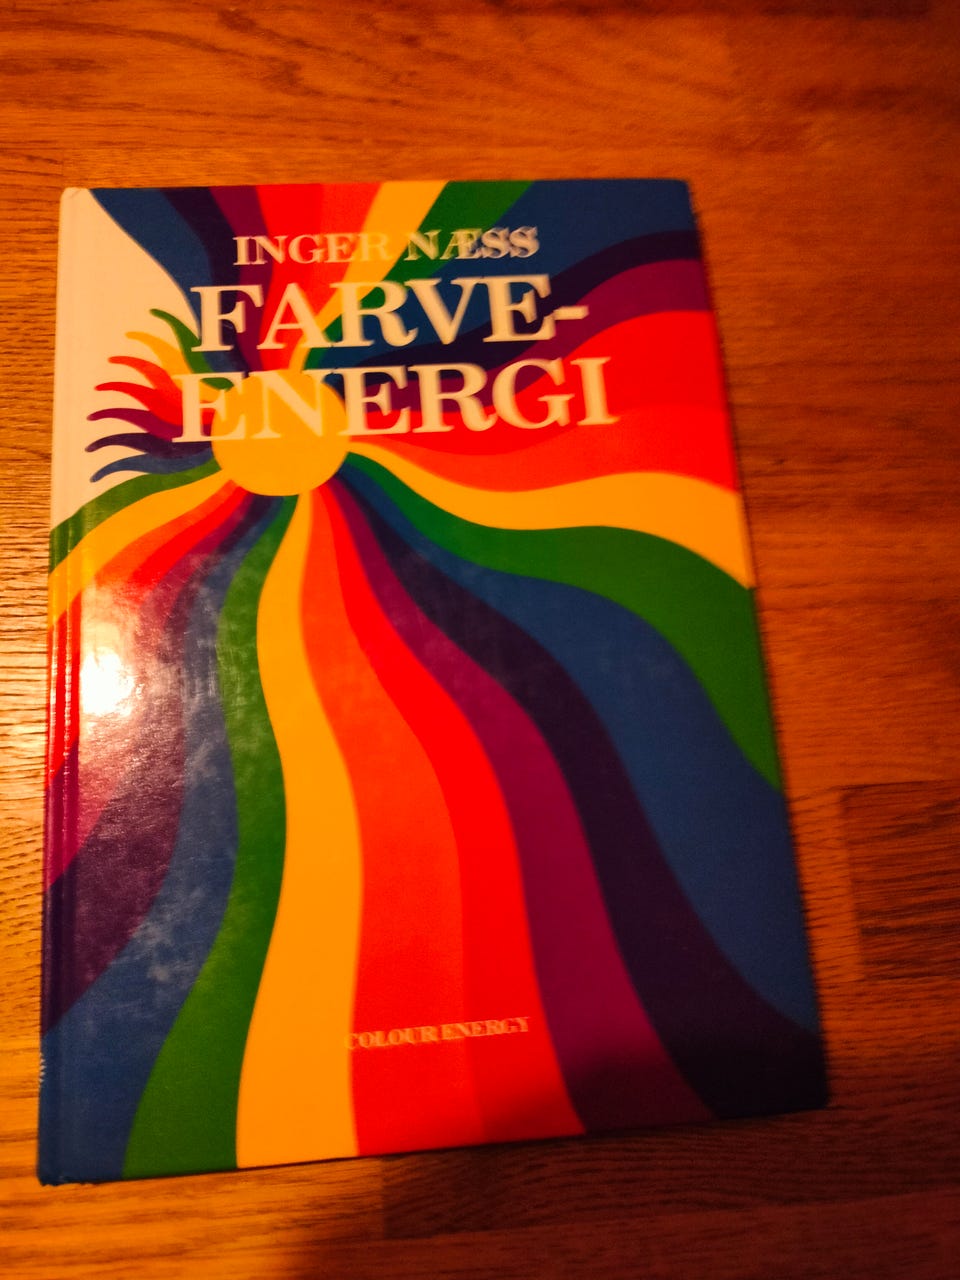 INGER NÆSS
FARVE-
ENERGI
COLOUR ENERGY